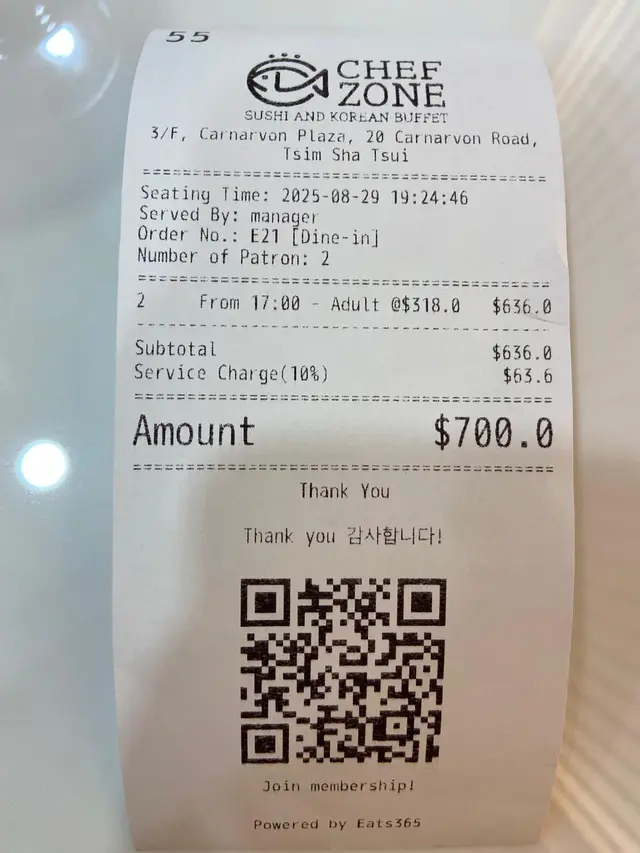 55
CHEF
ZONE
SUSHI AND KOREAN BUFFET
3/F, Carnarvon Plaza, 20 Carnarvon Road,
Tsim Sha Tsui
Seating Time: 2025-08-29 19:24:46
Served By: manager
Order No.: E21 [Dine-in]
Number of Patron: 2
2 From 17:00 - Adult @$318.0 $636.0
Subtotal $636.0
Service Charge(10%) $63.6
Amount $700.0
Thank You
Thank you 감사합니다!
Join membership!
Powered by Eats365